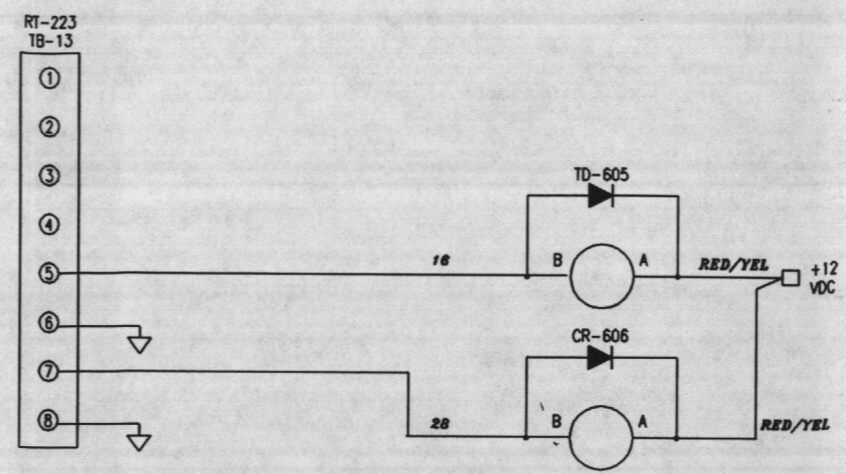 RT-223
TB-13
1
2
3
TD-605
4
16 B A RED/YEL +12
VDC
5
6
CR-606
7
28 B A RED/YEL
8